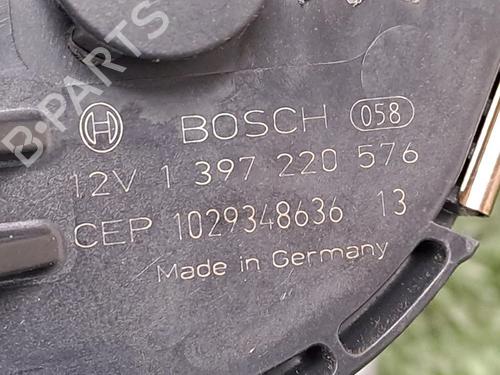 B-PARTS
BOSCH 058
12V 1 397 220 576
CEP 1029348636 13
Made in Germany